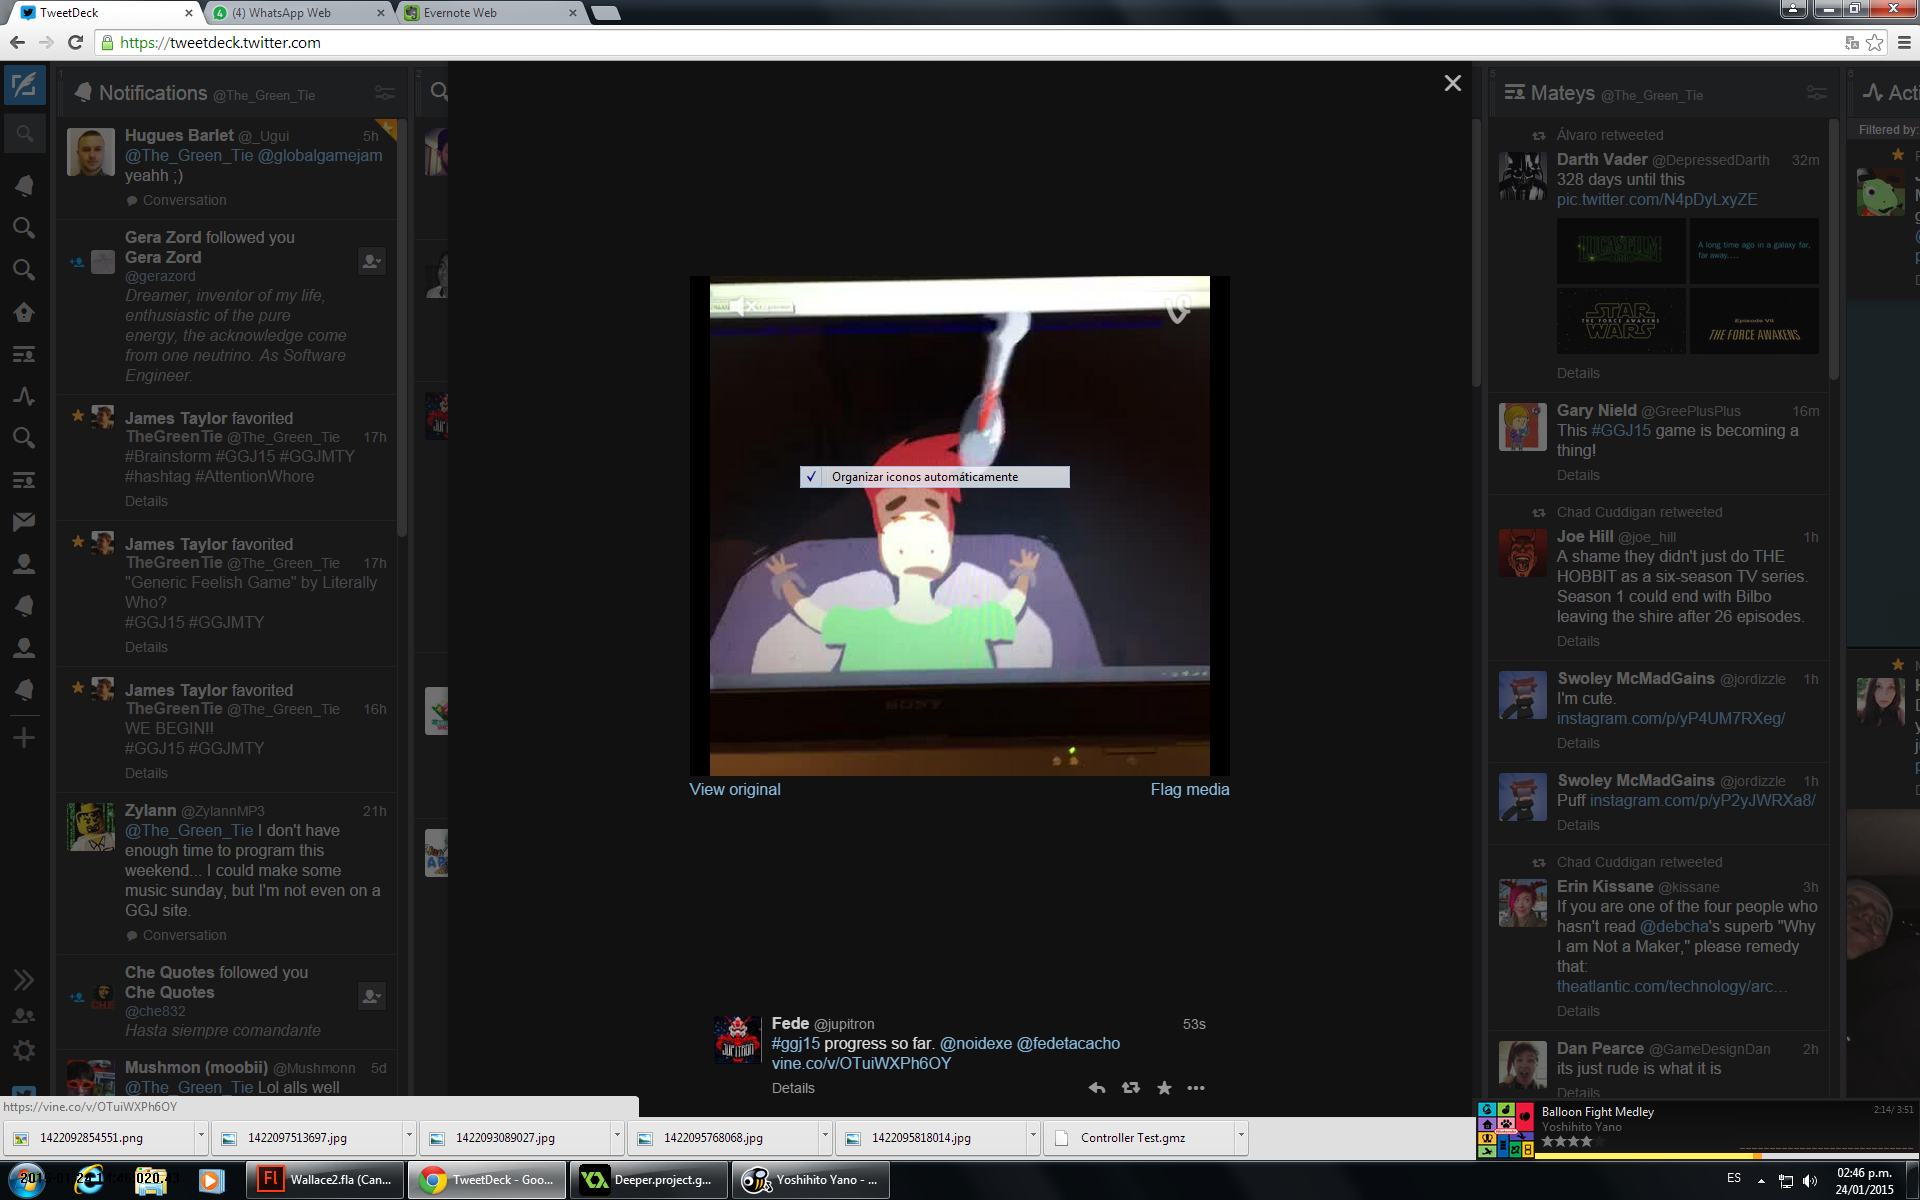 TweetDeck
(4) WhatsApp Web
Evernote Web
https://tweetdeck.twitter.com
1
Notifications @The_Green_Tie
Hugues Barlet @_Ugui 5h
@The_Green_Tie @globalgamejam
yeahh ;)
Conversation
Gera Zord followed you
Gera Zord
@gerazord
Dreamer, inventor of my life,
enthusiastic of the pure
energy, the acknowledge come
from one neutrino. As Software
Engineer.
James Taylor favorited
TheGreenTie @The_Green_Tie 17h
#Brainstorm #GGJ15 #GGJMTY
#hashtag #AttentionWhore
Details
James Taylor favorited
TheGreenTie @The_Green_Tie 17h
"Generic Feelish Game" by Literally
Who?
#GGJ15 #GGJMTY
Details
James Taylor favorited
TheGreenTie @The_Green_Tie 16h
WE BEGIN!!
#GGJ15 #GGJMTY
Details
Zylann @ZylannMP3 21h
@The_Green_Tie I don't have
enough time to program this
weekend... I could make some
music sunday, but I'm not even on a
GGJ site.
Conversation
Che Quotes followed you
Che Quotes
@che832
Hasta siempre comandante
Mushmon (moobii) @Mushmonn 5d
@The_Green_Tie Lol alls well
2
Organizar iconos automáticamente
SONY
View original
Flag media
Fede @jupitron 53s
#ggj15 progress so far. @noidexe @fedetacacho
vine.co/v/OTuiWXPh6OY
Details
5
Mateys @The_Green_Tie
Álvaro retweeted
Darth Vader @DepressedDarth 32m
328 days until this
pic.twitter.com/N4pDyLxyZE
LUCASFILM
A long time ago in a galaxy far,
far away....
STAR
THE FORCE AWAKENS
WARS
Episode VII
THE FORCE AWAKENS
Details
Gary Nield @GreePlusPlus 16m
This #GGJ15 game is becoming a
thing!
Details
Chad Cuddigan retweeted
Joe Hill @joe_hill 1h
A shame they didn't just do THE
HOBBIT as a six-season TV series.
Season 1 could end with Bilbo
leaving the shire after 26 episodes.
Details
Swoley McMadGains @jordizzle 1h
I'm cute.
instagram.com/p/yP4UM7RXeg/
Details
Swoley McMadGains @jordizzle 1h
Puff instagram.com/p/yP2yJWRXa8/
Details
Chad Cuddigan retweeted
Erin Kissane @kissane 3h
If you are one of the four people who
hasn't read @debcha's superb "Why
I am Not a Maker," please remedy
that:
theatlantic.com/technology/arc…
Details
Dan Pearce @GameDesignDan 2h
its just rude is what it is
Details
6
Acti
Filtered by:
https://vine.co/v/OTuiWXPh6OY
1422092854551.png
1422097513697.jpg
1422093089027.jpg
1422095768068.jpg
1422095818014.jpg
Controller Test.gmz
Balloon Fight Medley 2:14/ 3:51
Yoshihito Yano
Wallace2.fla (Can...
TweetDeck - Goo...
Deeper.project.g...
Yoshihito Yano - ...
ES
02:46 p.m.
24/01/2015